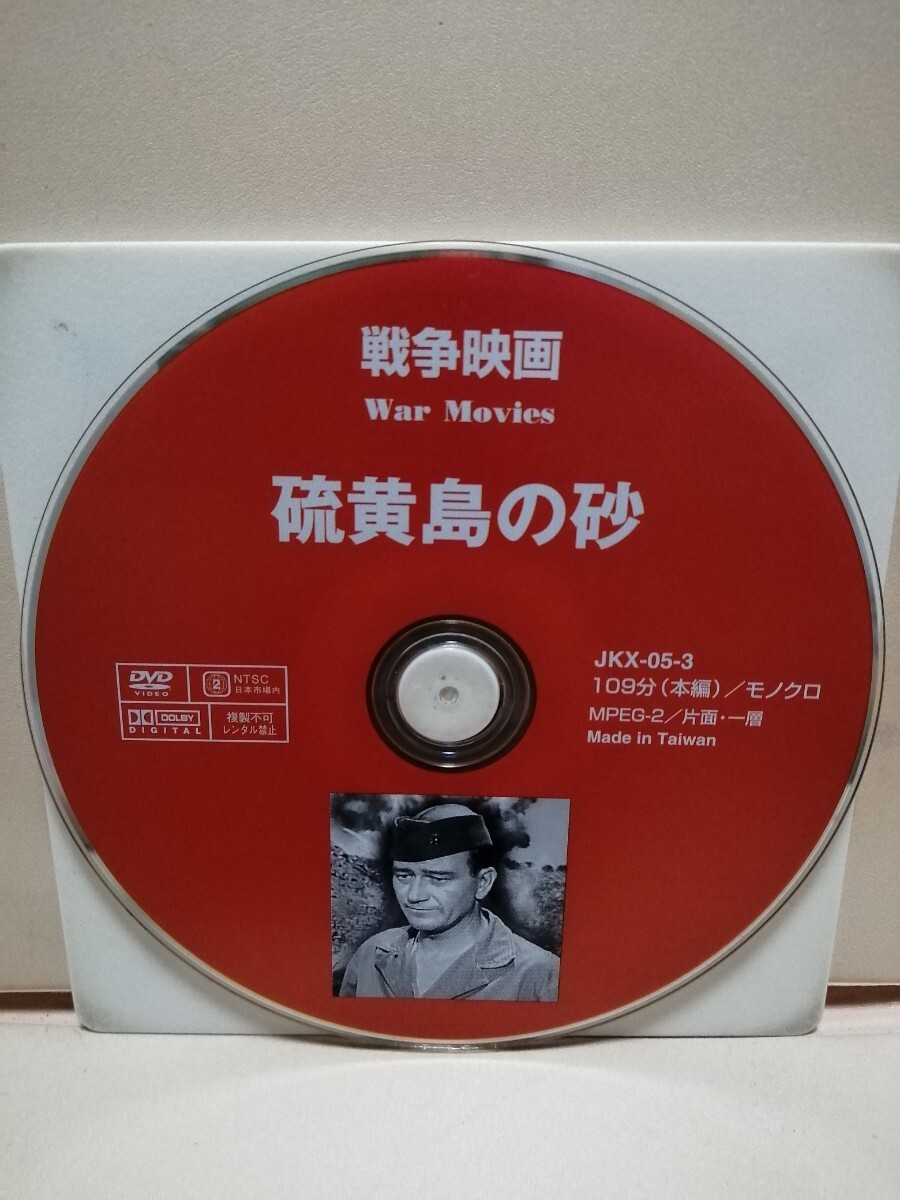 戦争映画
War Movies
硫黄島の砂
DVD
VIDEO
2
NTSC
日本市場内
DOLBY
DIGITAL
複製不可
レンタル禁止
JKX-05-3
109分（本編）／モノクロ
MPEG-2／片面・一層
Made in Taiwan